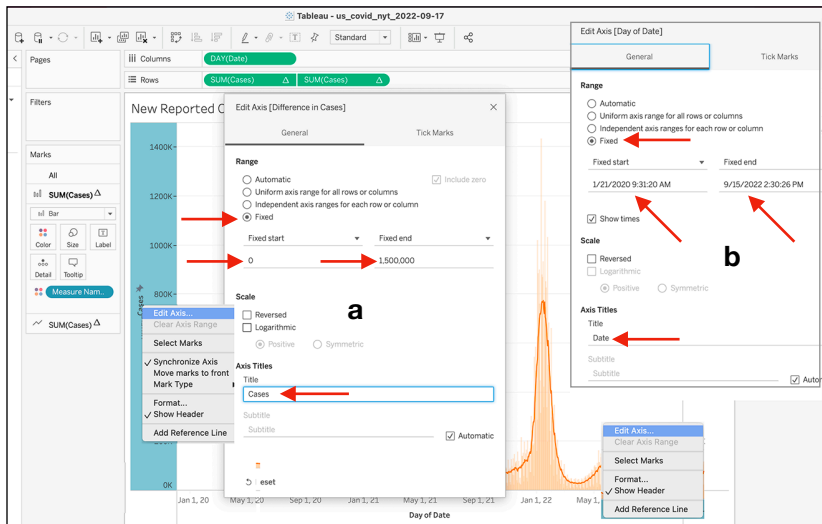 Tableau - us_covid_nyt_2022-09-17
Standard
Pages
Columns
DAY(Date)
Rows
SUM(Cases) Δ
SUM(Cases) Δ
Filters
Marks
All
SUM(Cases) Δ
Bar
Color
Size
Label
Detail
Tooltip
Measure Nam..
SUM(Cases) Δ
New Reported C
1400K
1200K
1000K
800K
0K
Cases
Edit Axis...
Clear Axis Range
Select Marks
Synchronize Axis
Move marks to front
Mark Type
Format...
Show Header
Add Reference Line
Edit Axis [Difference in Cases]
General
Tick Marks
Range
Automatic
Include zero
Uniform axis range for all rows or columns
Independent axis ranges for each row or column
Fixed
Fixed start
Fixed end
0
1,500,000
Scale
a
Reversed
Logarithmic
Positive
Symmetric
Axis Titles
Title
Cases
Subtitle
Subtitle
Automatic
eset
Edit Axis [Day of Date]
General
Tick Marks
Range
Automatic
Uniform axis range for all rows or columns
Independent axis ranges for each row or column
Fixed
Fixed start
Fixed end
1/21/2020 9:31:20 AM
9/15/2022 2:30:26 PM
Show times
Scale
b
Reversed
Logarithmic
Positive
Symmetric
Axis Titles
Title
Date
Subtitle
Subtitle
Autor
Edit Axis...
Clear Axis Range
Select Marks
Format...
Show Header
Add Reference Line
Jan 1, 20
May 1, 20
Sep 1, 20
Jan 1, 21
May 1, 21
Sep 1, 21
Jan 1, 22
May 1,
Day of Date